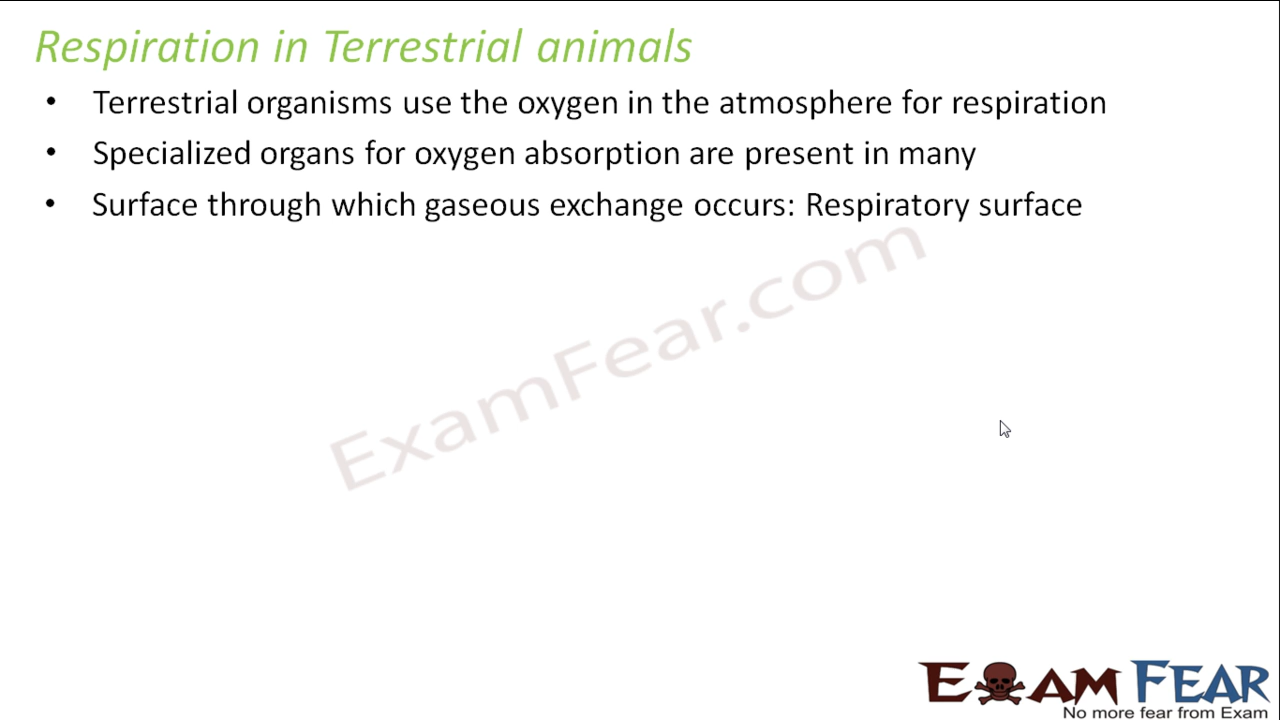 Respiration in Terrestrial animals
• Terrestrial organisms use the oxygen in the atmosphere for respiration
• Specialized organs for oxygen absorption are present in many
• Surface through which gaseous exchange occurs: Respiratory surface
ExamFear.com
EXAM FEAR
No more fear from Exam